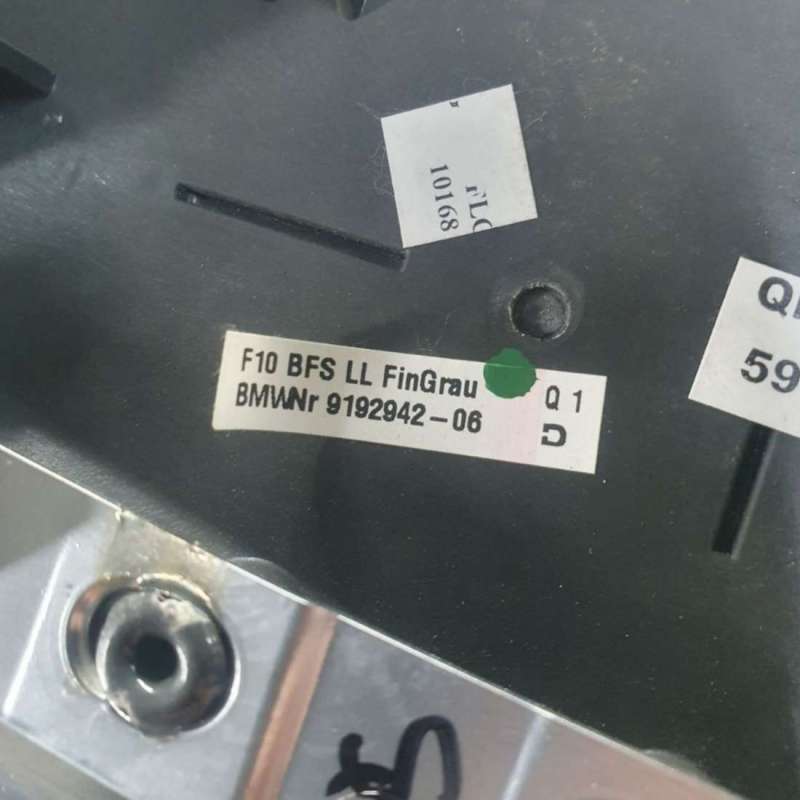 10168
F10 BFS LL FinGrau
Q 1
BMWNr 9192942-06
D
59